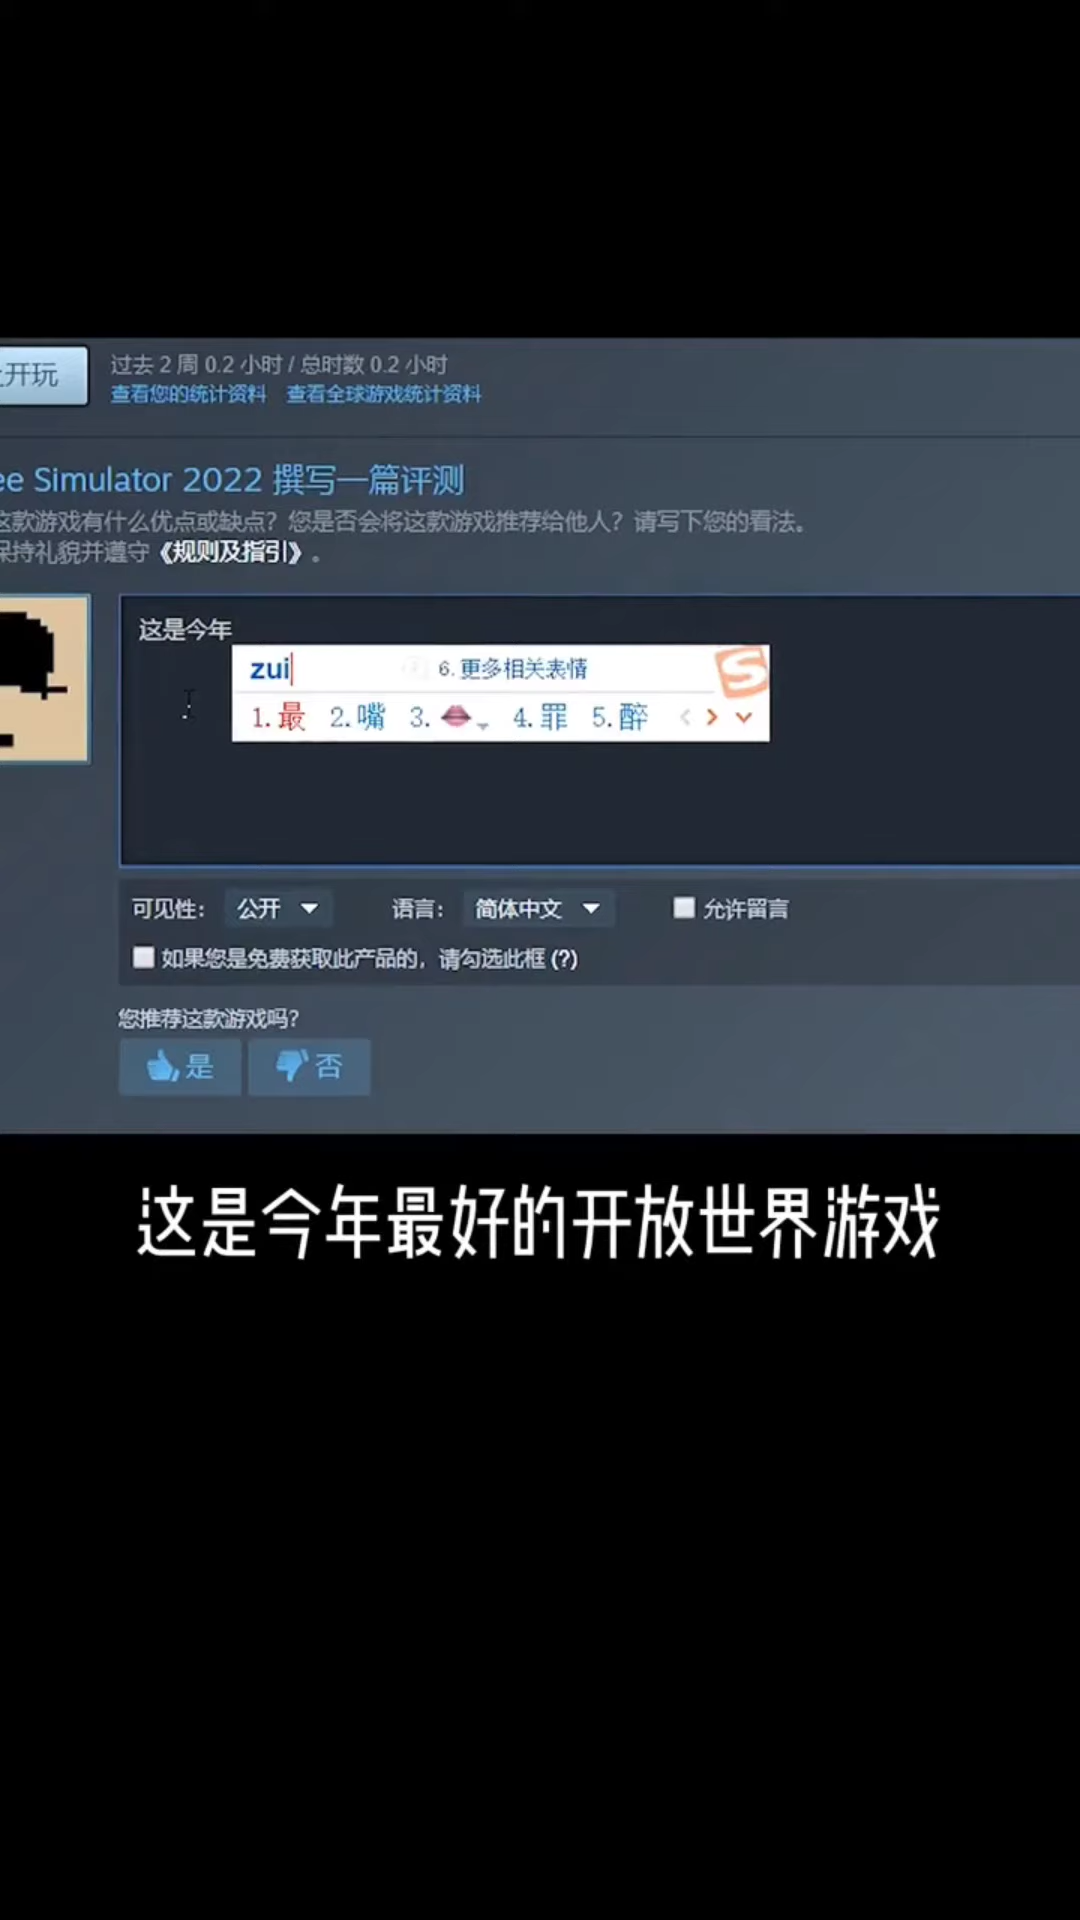 上开玩
过去 2 周 0.2 小时 / 总时数 0.2 小时
查看您的统计资料 查看全球游戏统计资料
ee Simulator 2022 撰写一篇评测
这款游戏有什么优点或缺点？您是否会将这款游戏推荐给他人？请写下您的看法。
保持礼貌并遵守《规则及指引》。
这是今年
zui 6.更多相关表情
1.最 2.嘴 3. 4.罪 5.醉
可见性： 公开 语言： 简体中文 允许留言
如果您是免费获取此产品的，请勾选此框 (?)
您推荐这款游戏吗？
是 否
这是今年最好的开放世界游戏